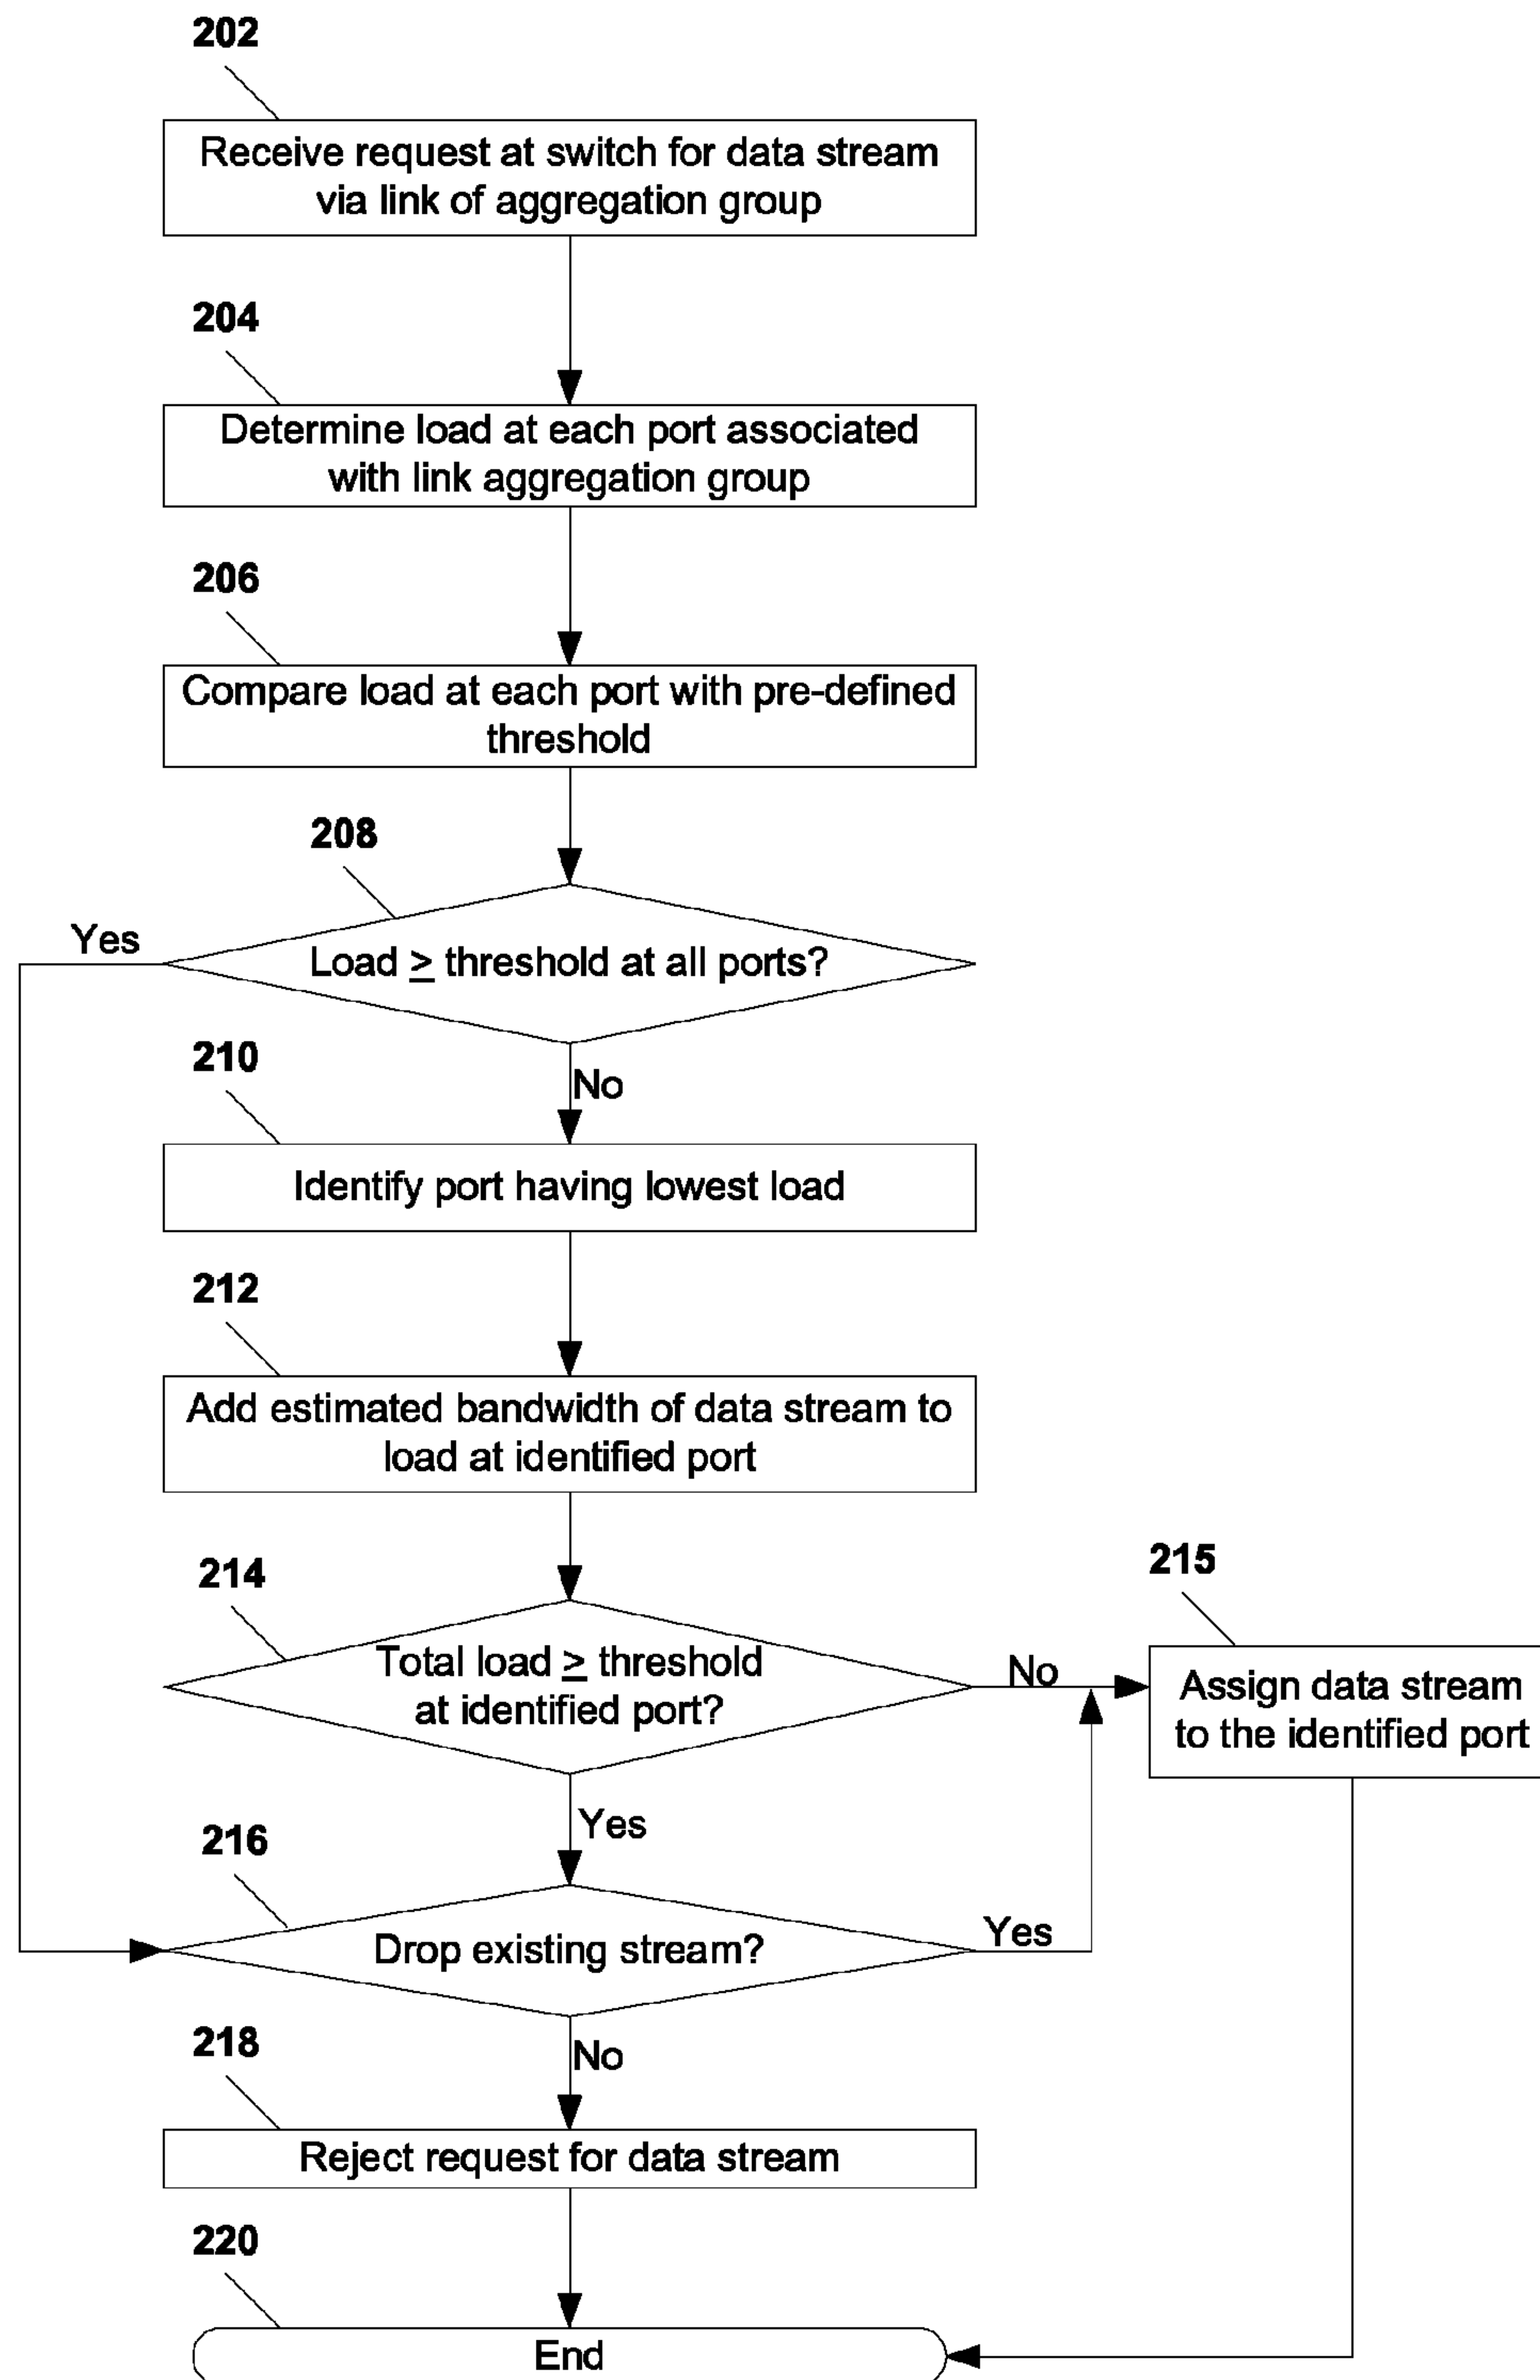 202
Receive request at switch for data stream
via link of aggregation group
204
Determine load at each port associated
with link aggregation group
206
Compare load at each port with pre-defined
threshold
208
Yes
Load ≥ threshold at all ports?
210
No
Identify port having lowest load
212
Add estimated bandwidth of data stream to
load at identified port
214
215
Total load ≥ threshold
at identified port?
No
Assign data stream
to the identified port
Yes
216
Drop existing stream?
Yes
218
No
Reject request for data stream
220
End